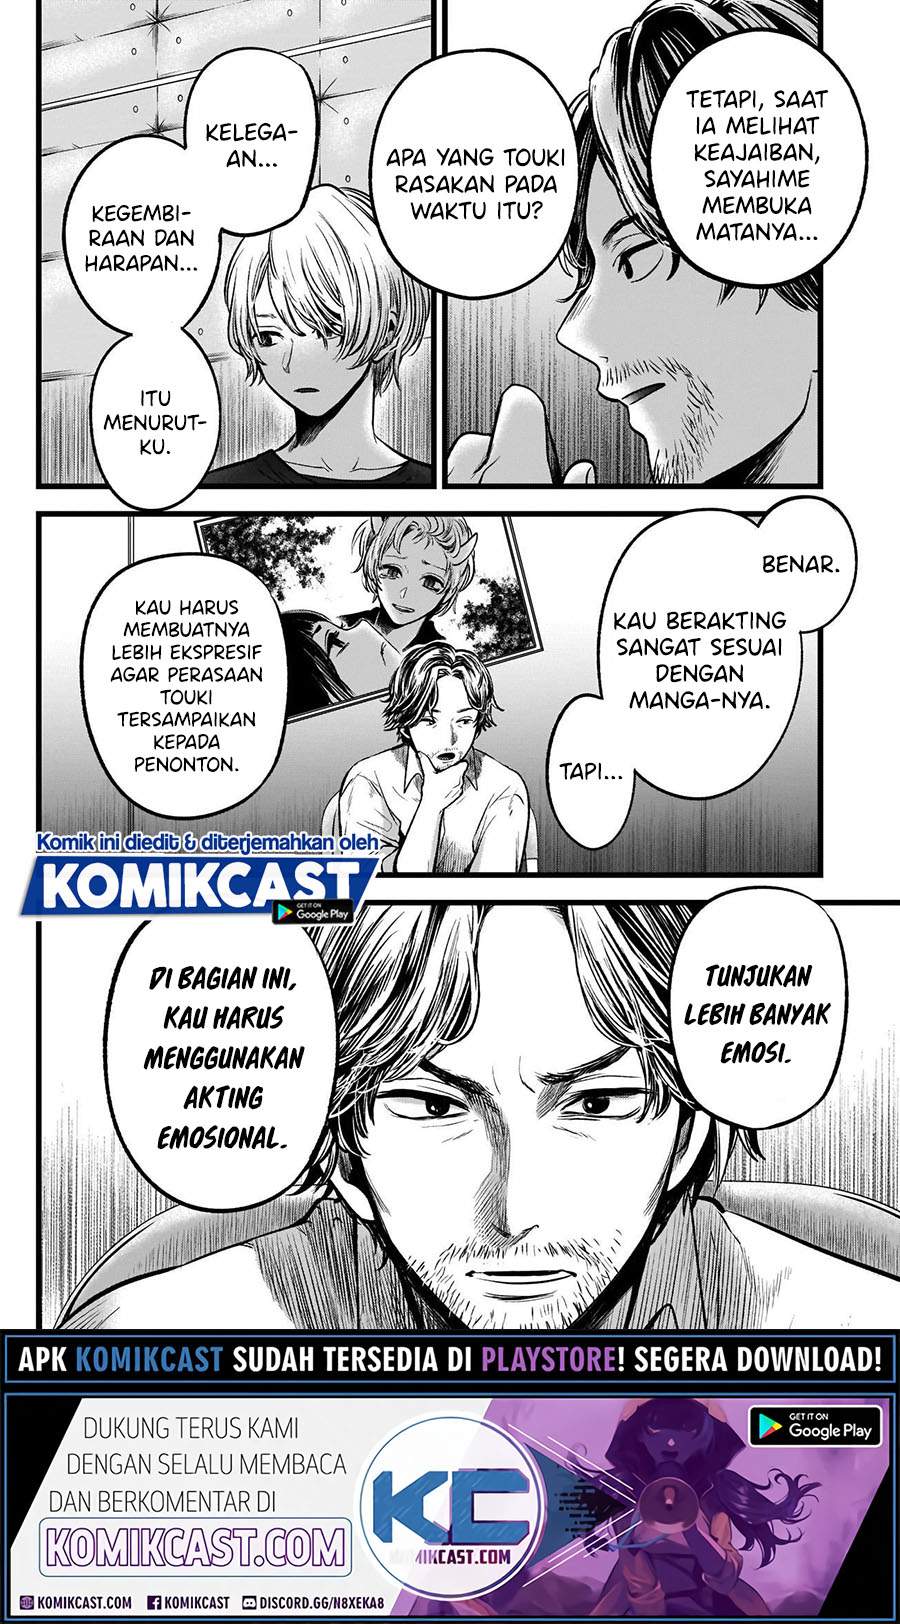 TETAPI, SAAT
IA MELIHAT
KEAJAIBAN,
SAYAHIME
MEMBUKA
MATANYA...
APA YANG TOUKI
RASAKAN PADA
WAKTU ITU?
KELEGA-
AN...
KEGEMBI-
RAAN DAN
HARAPAN...
ITU
MENURUT-
KU.
BENAR.
KAU BERAKTING
SANGAT SESUAI
DENGAN
MANGA-NYA.
TAPI...
KAU HARUS
MEMBUATNYA
LEBIH EKSPRESIF
AGAR PERASAAN
TOUKI
TERSAMPAIKAN
KEPADA
PENONTON.
Komik ini diedit & diterjemahkan oleh
KOMIKCAST
GET IT ON
Google Play
TUNJUKAN
LEBIH BANYAK
EMOSI.
DI BAGIAN INI,
KAU HARUS
MENGGUNAKAN
AKTING
EMOSIONAL.
APK KOMIKCAST SUDAH TERSEDIA DI PLAYSTORE! SEGERA DOWNLOAD!
DUKUNG TERUS KAMI
DENGAN SELALU MEMBACA
DAN BERKOMENTAR DI
KOMIKCAST.COM
KC
KOMIKCAST.COM
GET IT ON
Google Play
KOMIKCAST.COM KOMIKCAST DISCORD.GG/N8XEKA8